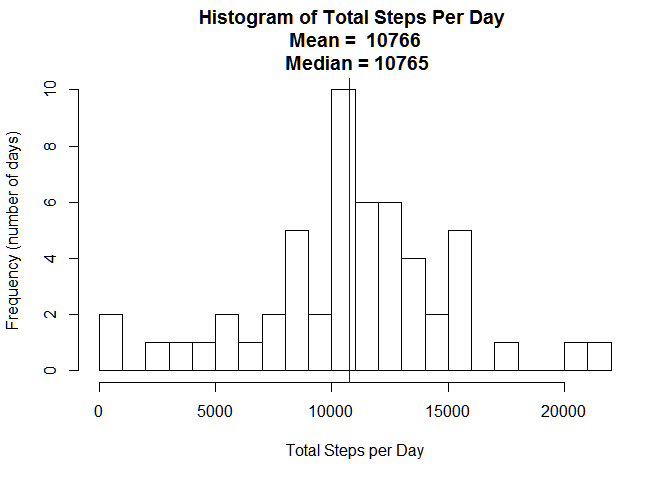 Histogram of Total Steps Per Day
Mean = 10766
Median = 10765
Frequency (number of days)
10
8
6
4
2
0
0 5000 10000 15000 20000
Total Steps per Day